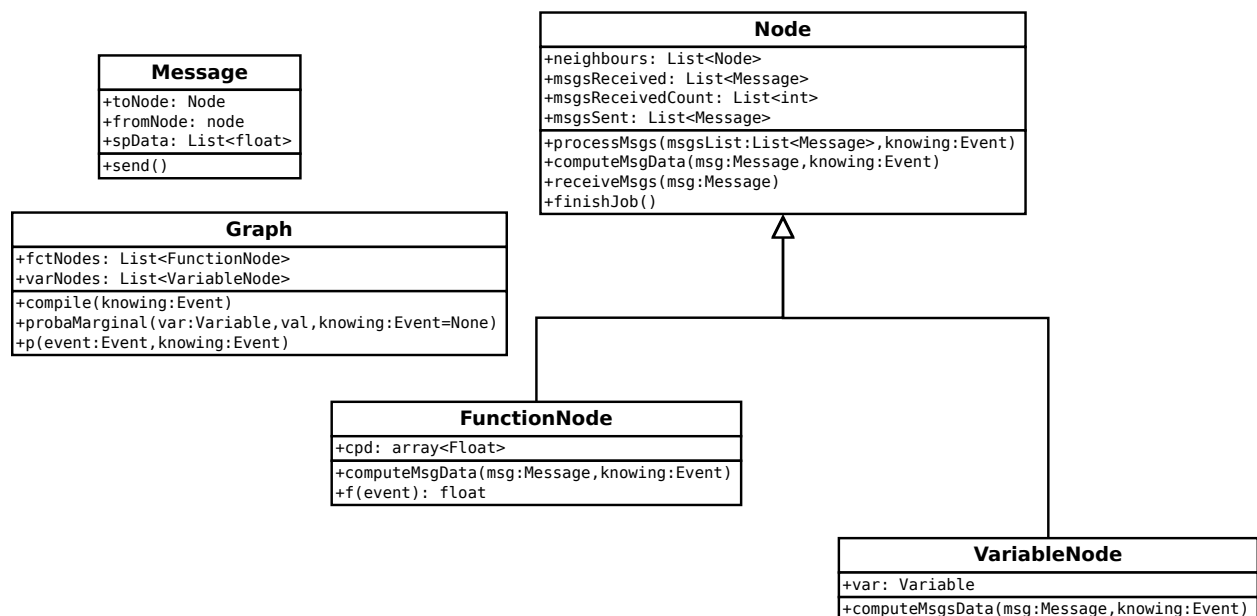 Message
+toNode: Node
+fromNode: node
+spData: List<float>
+send()
Node
+neighbours: List<Node>
+msgsReceived: List<Message>
+msgsReceivedCount: List<int>
+msgsSent: List<Message>
+processMsgs(msgsList:List<Message>,knowing:Event)
+computeMsgData(msg:Message,knowing:Event)
+receiveMsgs(msg:Message)
+finishJob()
Graph
+fctNodes: List<FunctionNode>
+varNodes: List<VariableNode>
+compile(knowing:Event)
+probaMarginal(var:Variable,val,knowing:Event=None)
+p(event:Event,knowing:Event)
FunctionNode
+cpd: array<Float>
+computeMsgData(msg:Message,knowing:Event)
+f(event): float
VariableNode
+var: Variable
+computeMsgsData(msg:Message,knowing:Event)